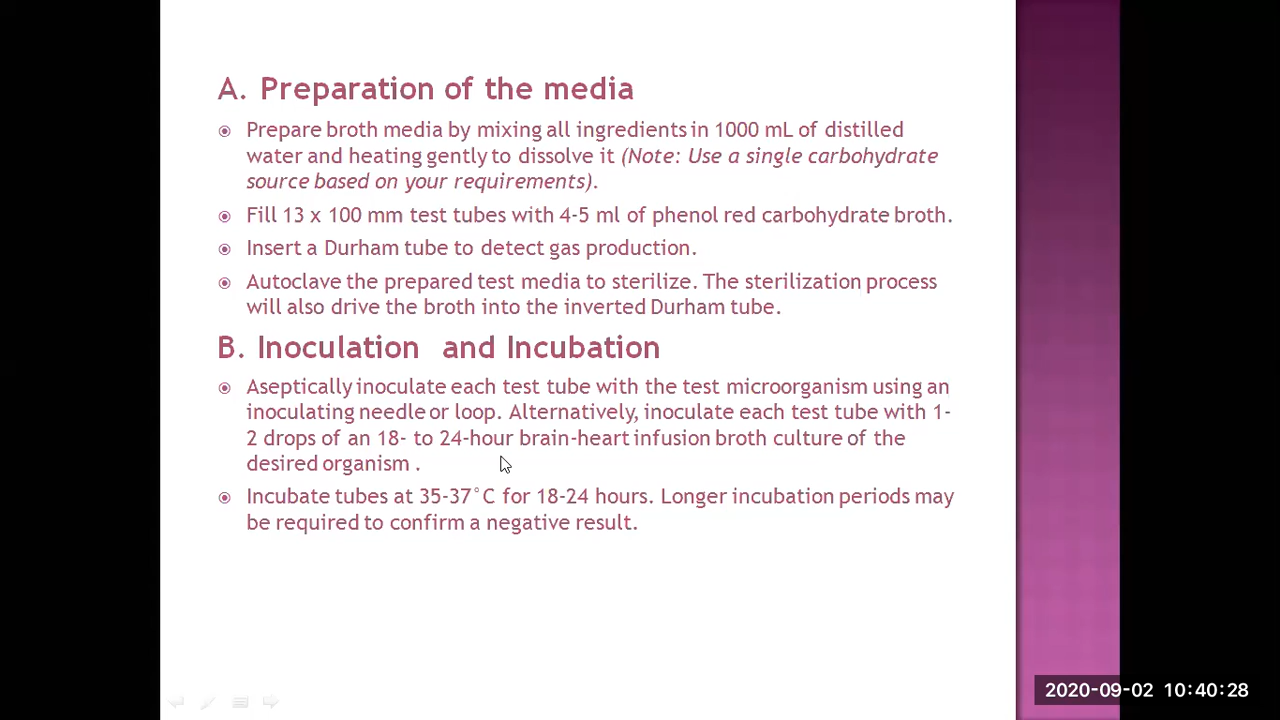 A. Preparation of the media
Prepare broth media by mixing all ingredients in 1000 mL of distilled
water and heating gently to dissolve it (Note: Use a single carbohydrate
source based on your requirements).
Fill 13 x 100 mm test tubes with 4-5 ml of phenol red carbohydrate broth.
Insert a Durham tube to detect gas production.
Autoclave the prepared test media to sterilize. The sterilization process
will also drive the broth into the inverted Durham tube.
B. Inoculation and Incubation
Aseptically inoculate each test tube with the test microorganism using an
inoculating needle or loop. Alternatively, inoculate each test tube with 1-
2 drops of an 18- to 24-hour brain-heart infusion broth culture of the
desired organism .
Incubate tubes at 35-37°C for 18-24 hours. Longer incubation periods may
be required to confirm a negative result.
2020-09-02 10:40:28